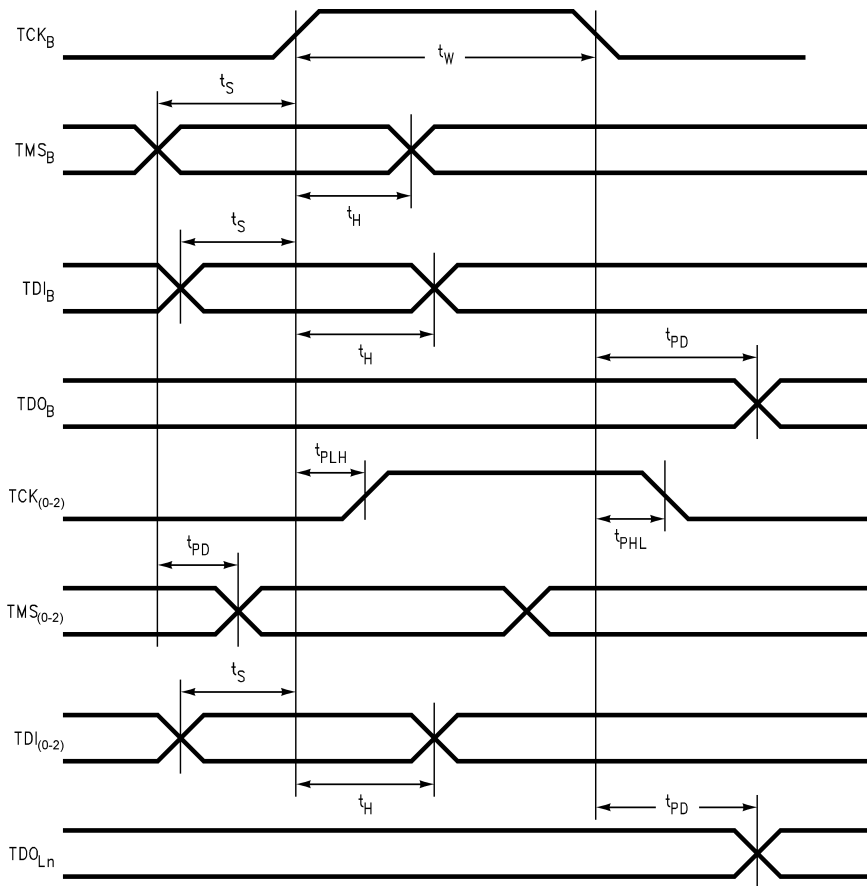 TCK_B
t_W
t_S
TMS_B
t_H
t_S
TDI_B
t_H
t_PD
TDO_B
t_PLH
TCK_(0-2)
t_PHL
t_PD
TMS_(0-2)
t_S
TDI_(0-2)
t_H
t_PD
TDO_Ln